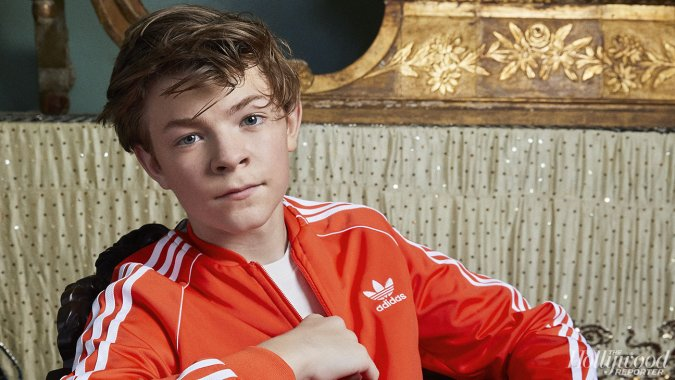 adidas
The
Hollywood
REPORTER